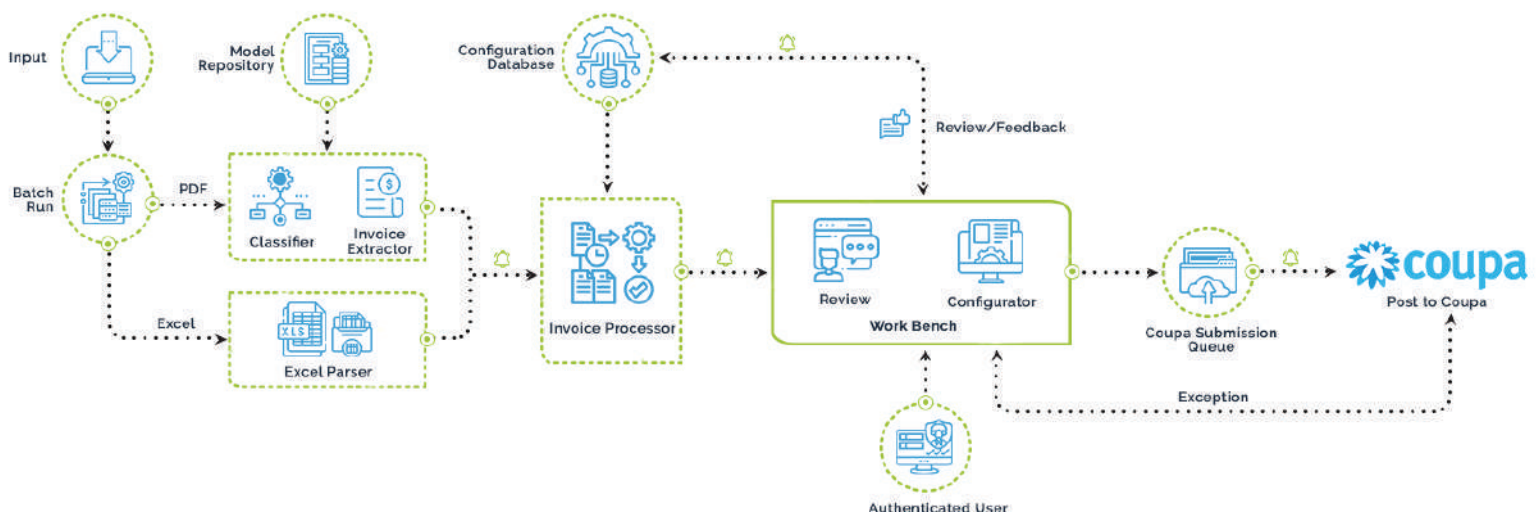 Input
Model
Repository
Configuration
Database
Review/Feedback
Batch
Run
PDF
Classifier
Invoice
Extractor
Excel
XLS
Excel Parser
$
Invoice Processor
Review
Configurator
Work Bench
Coupa Submission
Queue
coupa
Post to Coupa
Exception
Authenticated User